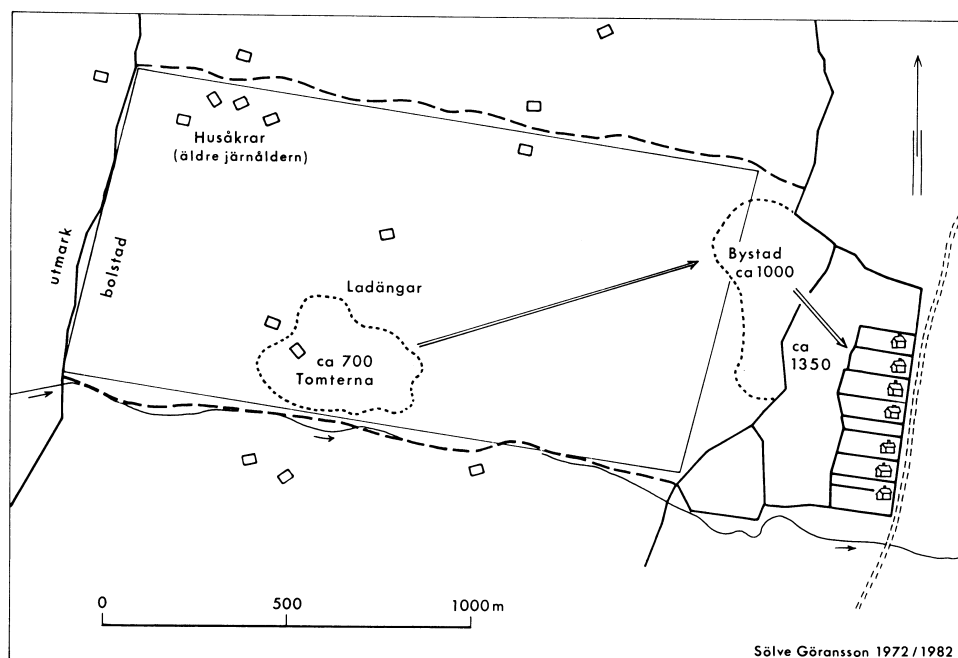 Husåkrar
(äldre järnåldern)
utmark
bolstad
Ladängar
Bystad
ca 1000
ca 700
Tomterna
ca
1350
0 500 1000 m
Sölve Göransson 1972/1982